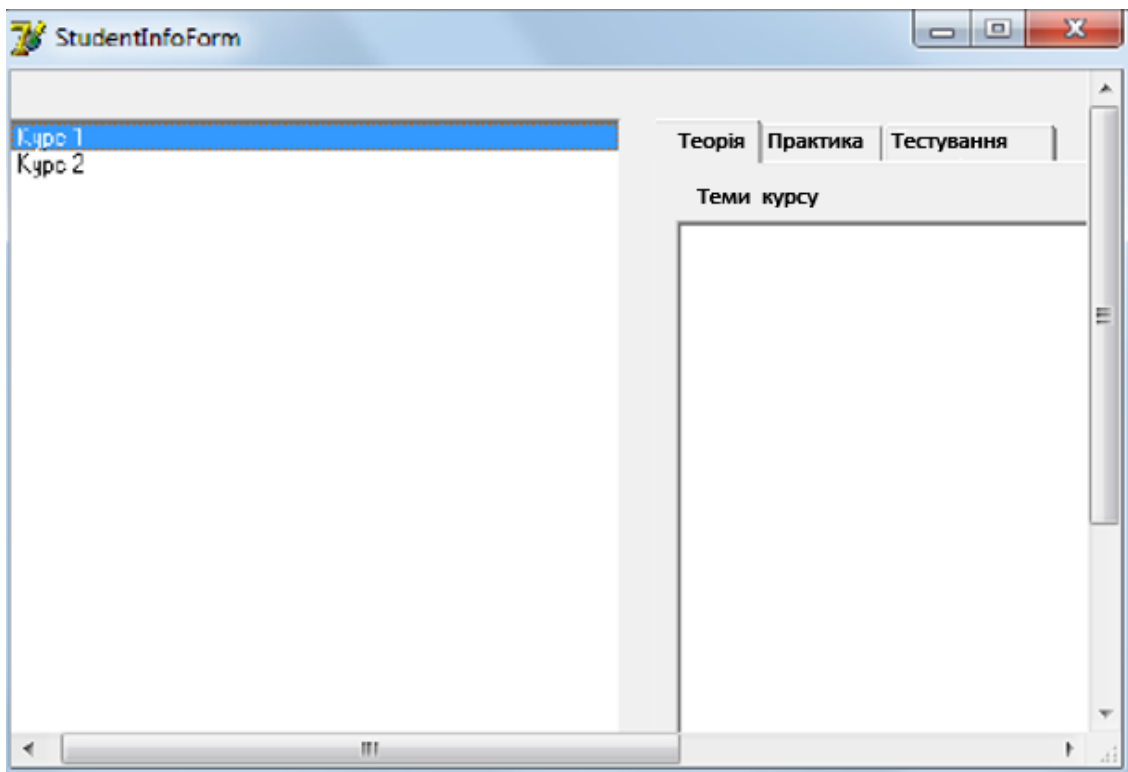 StudentInfoForm
Курс 1
Курс 2
Теорія Практика Тестування
Теми курсу